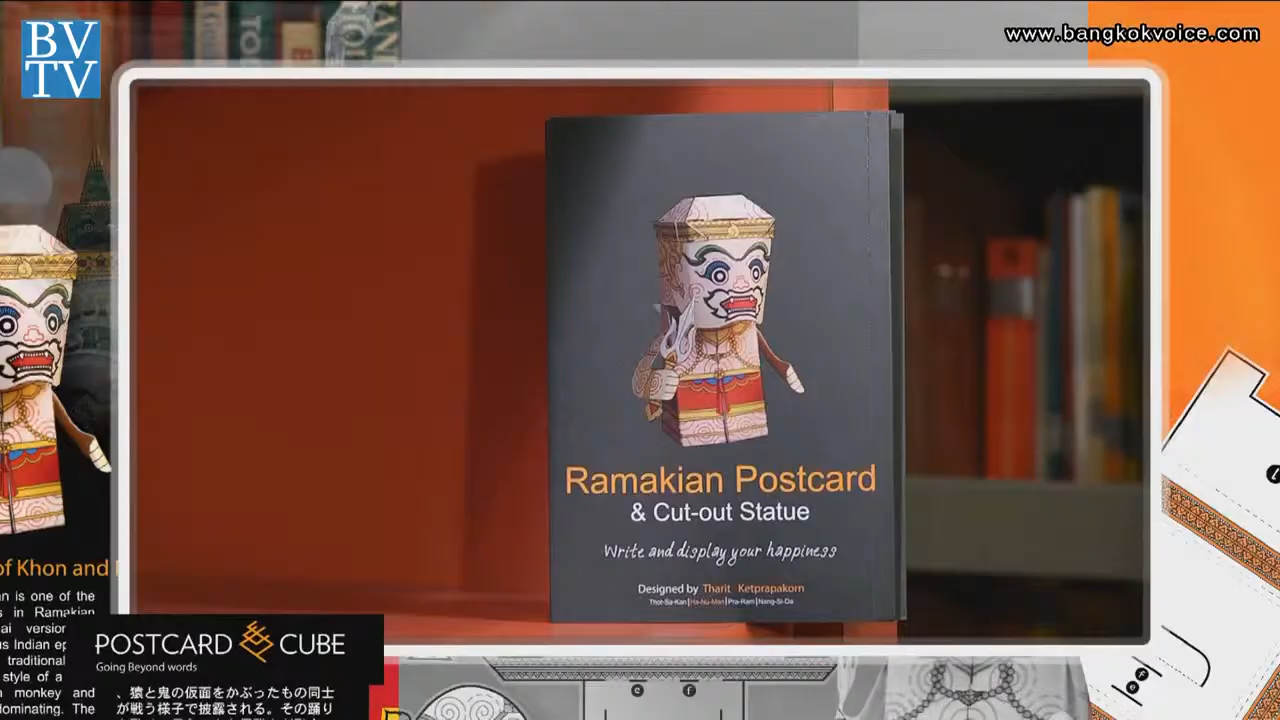 BV
TV
www.bangkokvoice.com
Ramakian Postcard
& Cut-out Statue
Write and display your happiness
Designed by Tharit Ketprapakorn
Thot-Sa-Kan|Ha-Nu-Man|Pra-Ram|Nang-Si-Da
of Khon and
is one of the
in Ramakian
version
Indian
traditional
style of a
monkey and
dominating. The
POSTCARD CUBE
Going Beyond words
、猿と鬼の仮面をかぶったもの同士
が戦う様子で披露される。その踊り
e
f
f
e